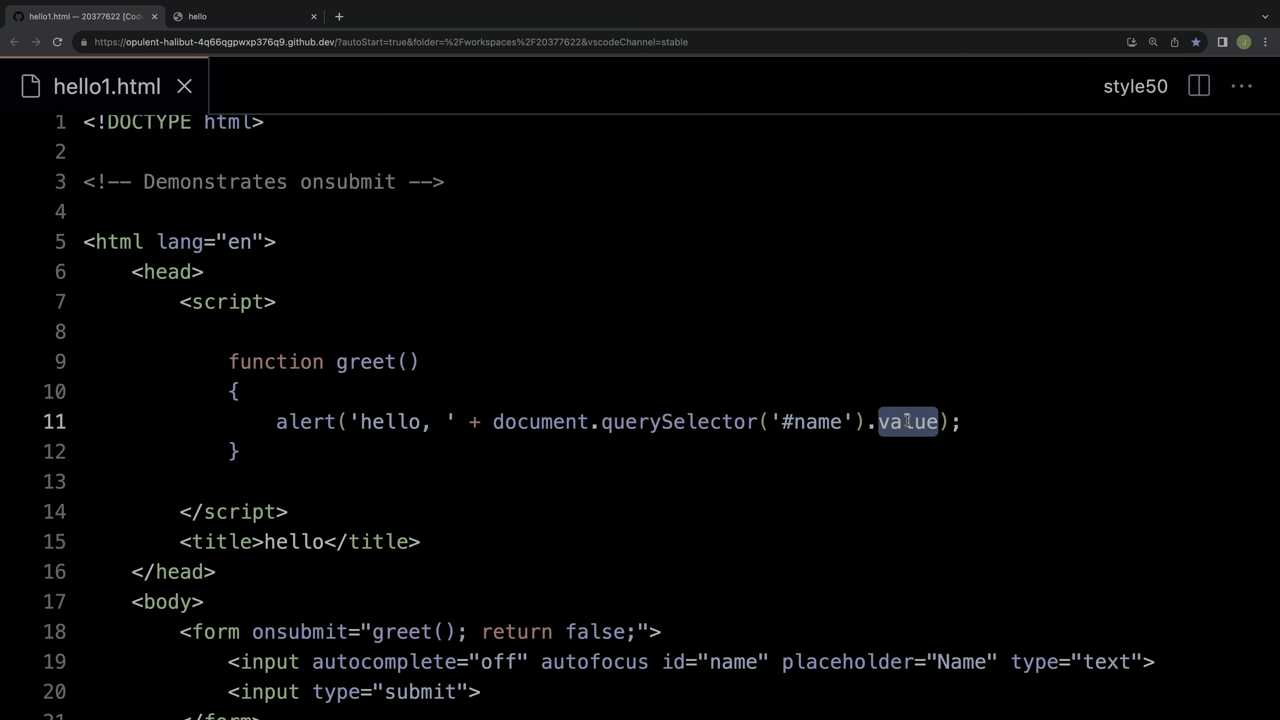 hello1.html — 20377622 [Cod
hello
https://opulent-halibut-4q66qgpwxp376q9.github.dev/?autoStart=true&folder=%2Fworkspaces%2F20377622&vscodeChannel=stable
J
hello1.html
style50
1 <!DOCTYPE html>
2
3 <!-- Demonstrates onsubmit -->
4
5 <html lang="en">
6 <head>
7 <script>
8
9 function greet()
10 {
11 alert('hello, ' + document.querySelector('#name').value);
12 }
13
14 </script>
15 <title>hello</title>
16 </head>
17 <body>
18 <form onsubmit="greet(); return false;">
19 <input autocomplete="off" autofocus id="name" placeholder="Name" type="text">
20 <input type="submit">
21 </form>